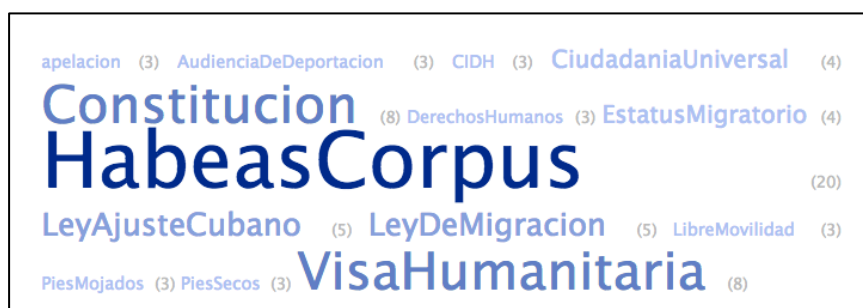 apelacion (3) AudienciaDeDeportacion (3) CIDH (3) CiudadaniaUniversal (4)
Constitucion (8) DerechosHumanos (3) EstatusMigratorio (4)
HabeasCorpus (20)
LeyAjusteCubano (5) LeyDeMigracion (5) LibreMovilidad (3)
PiesMojados (3) PiesSecos (3) VisaHumanitaria (8)